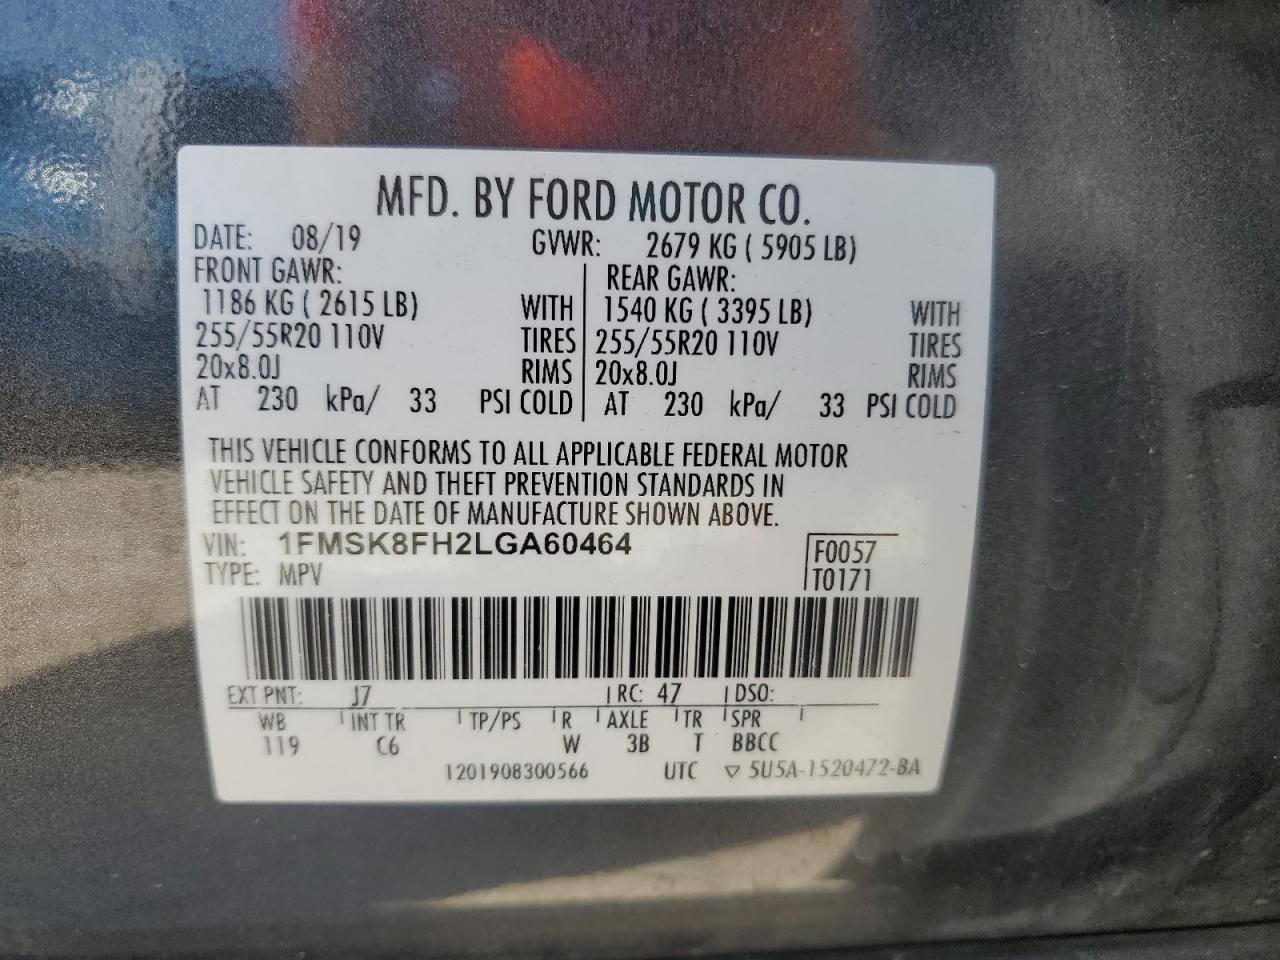 MFD. BY FORD MOTOR CO.
DATE: 08/19 GVWR: 2679 KG ( 5905 LB)
FRONT GAWR: REAR GAWR:
1186 KG ( 2615 LB) WITH 1540 KG ( 3395 LB) WITH
255/55R20 110V TIRES 255/55R20 110V TIRES
20x8.0J RIMS 20x8.0J RIMS
AT 230 kPa/ 33 PSI COLD AT 230 kPa/ 33 PSI COLD
THIS VEHICLE CONFORMS TO ALL APPLICABLE FEDERAL MOTOR
VEHICLE SAFETY AND THEFT PREVENTION STANDARDS IN
EFFECT ON THE DATE OF MANUFACTURE SHOWN ABOVE.
VIN: 1FMSK8FH2LGA60464 F0057
TYPE: MPV T0171
EXT PNT: J7 RC: 47 DSO:
WB INT TR TP/PS R AXLE TR SPR
119 C6 W 3B T BBCC
1201908300566 UTC ▽ 5U5A-1520472-BA